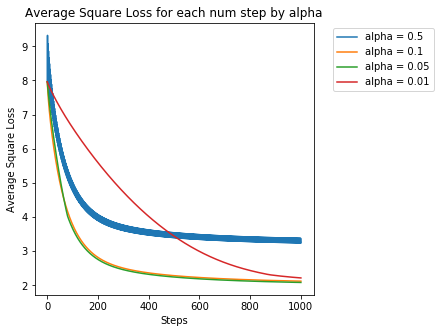 Average Square Loss for each num step by alpha
alpha = 0.5
alpha = 0.1
alpha = 0.05
alpha = 0.01
Average Square Loss
9
8
7
6
5
4
3
2
0
200
400
600
800
1000
Steps